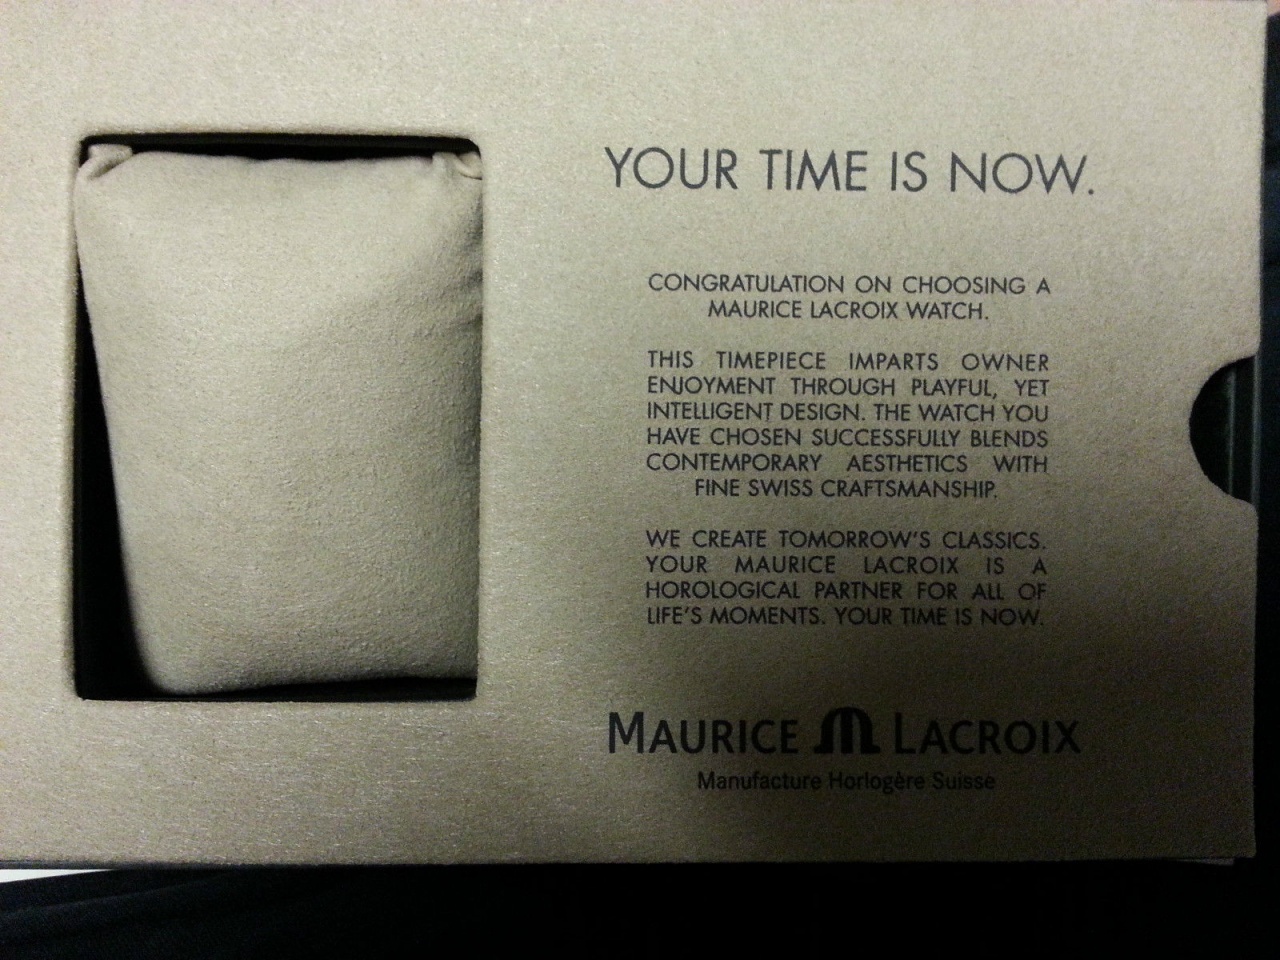 YOUR TIME IS NOW.
CONGRATULATION ON CHOOSING A
MAURICE LACROIX WATCH.
THIS TIMEPIECE IMPARTS OWNER
ENJOYMENT THROUGH PLAYFUL, YET
INTELLIGENT DESIGN. THE WATCH YOU
HAVE CHOSEN SUCCESSFULLY BLENDS
CONTEMPORARY AESTHETICS WITH
FINE SWISS CRAFTSMANSHIP.
WE CREATE TOMORROW'S CLASSICS.
YOUR MAURICE LACROIX IS A
HOROLOGICAL PARTNER FOR ALL OF
LIFE'S MOMENTS. YOUR TIME IS NOW.
MAURICE LACROIX
Manufacture Horlogère Suisse